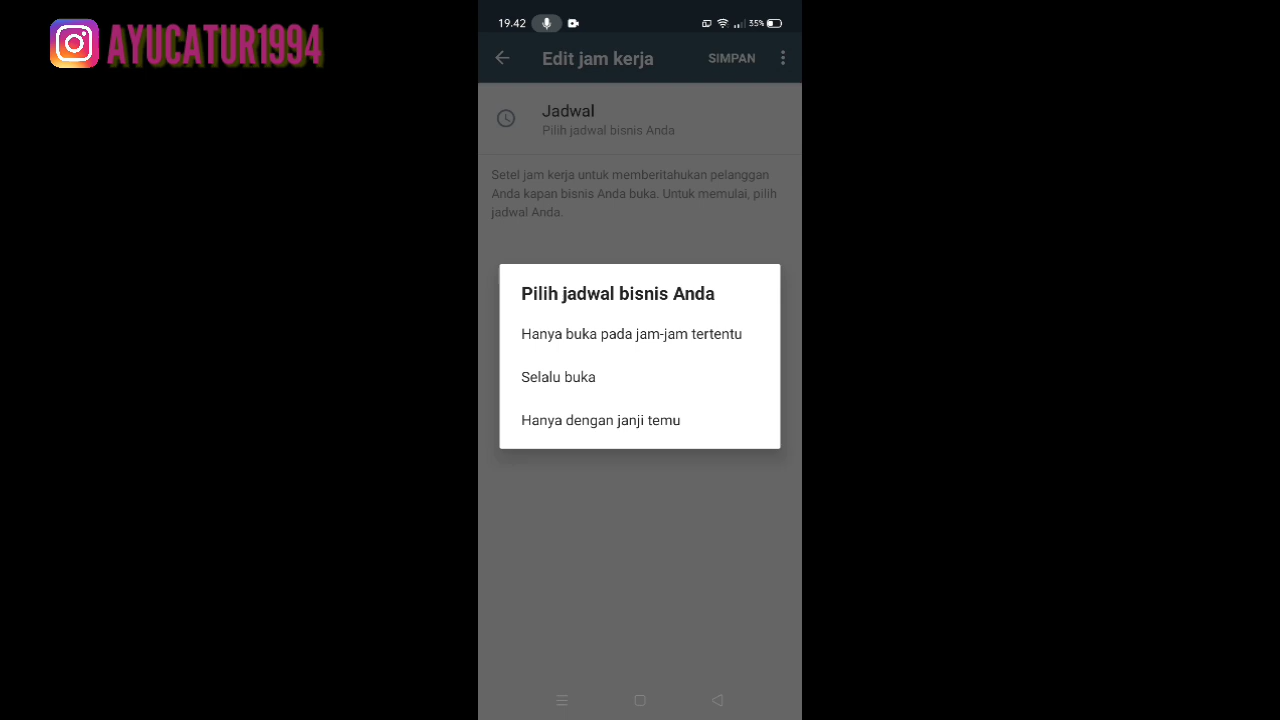 AYUCATUR1994
19.42
35%
Edit jam kerja
SIMPAN
Jadwal
Pilih jadwal bisnis Anda
Setel jam kerja untuk memberitahukan pelanggan
Anda kapan bisnis Anda buka. Untuk memulai, pilih
jadwal Anda.
Pilih jadwal bisnis Anda
Hanya buka pada jam-jam tertentu
Selalu buka
Hanya dengan janji temu